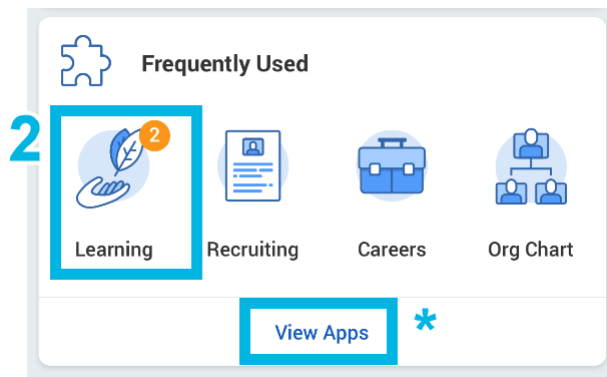 Frequently Used
2
2
Learning Recruiting Careers Org Chart
View Apps *